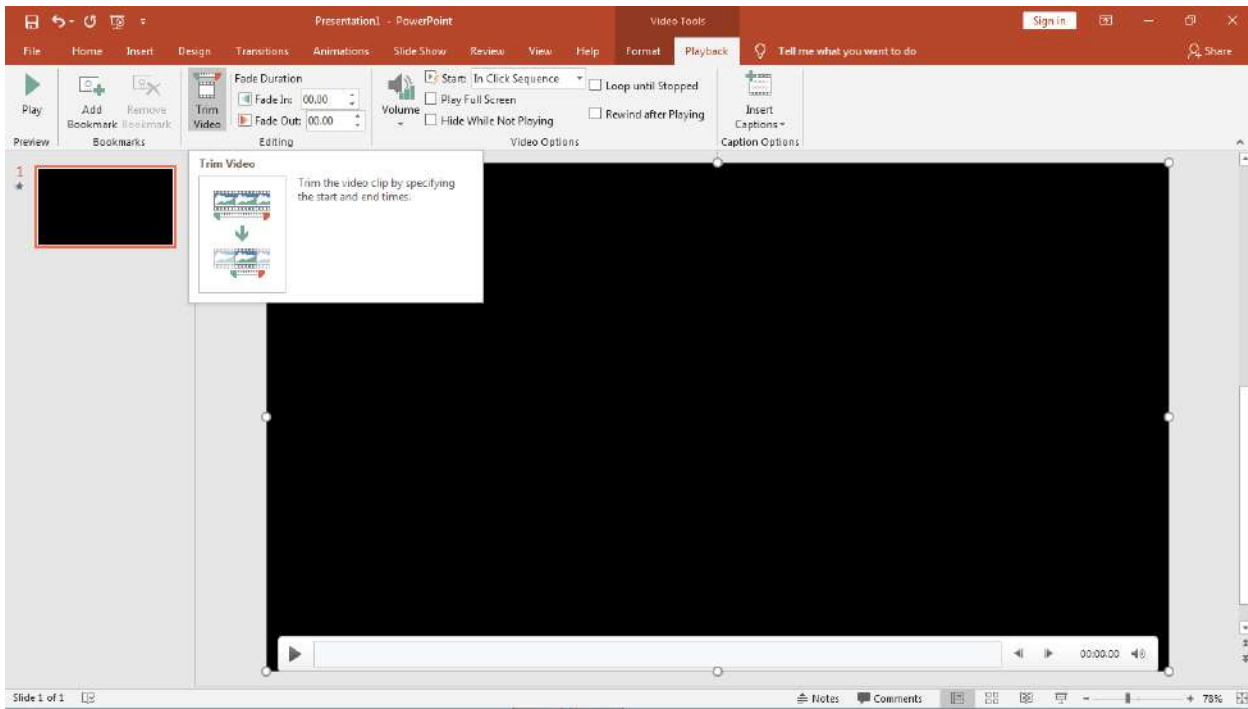 Presentation1 - PowerPoint
Video Tools
Sign in
File Home Insert Design Transitions Animations Slide Show Review View Help Format Playback Tell me what you want to do Share
Play
Preview
Add Bookmark
Remove Bookmark
Bookmarks
Trim Video
Fade Duration
Fade In: 00.00
Fade Out: 00.00
Editing
Volume
Start: In Click Sequence
Play Full Screen
Hide While Not Playing
Loop until Stopped
Rewind after Playing
Video Options
Insert Captions
Caption Options
1
Trim Video
Trim the video clip by specifying
the start and end times.
00:00.00
Slide 1 of 1
Notes Comments 78%